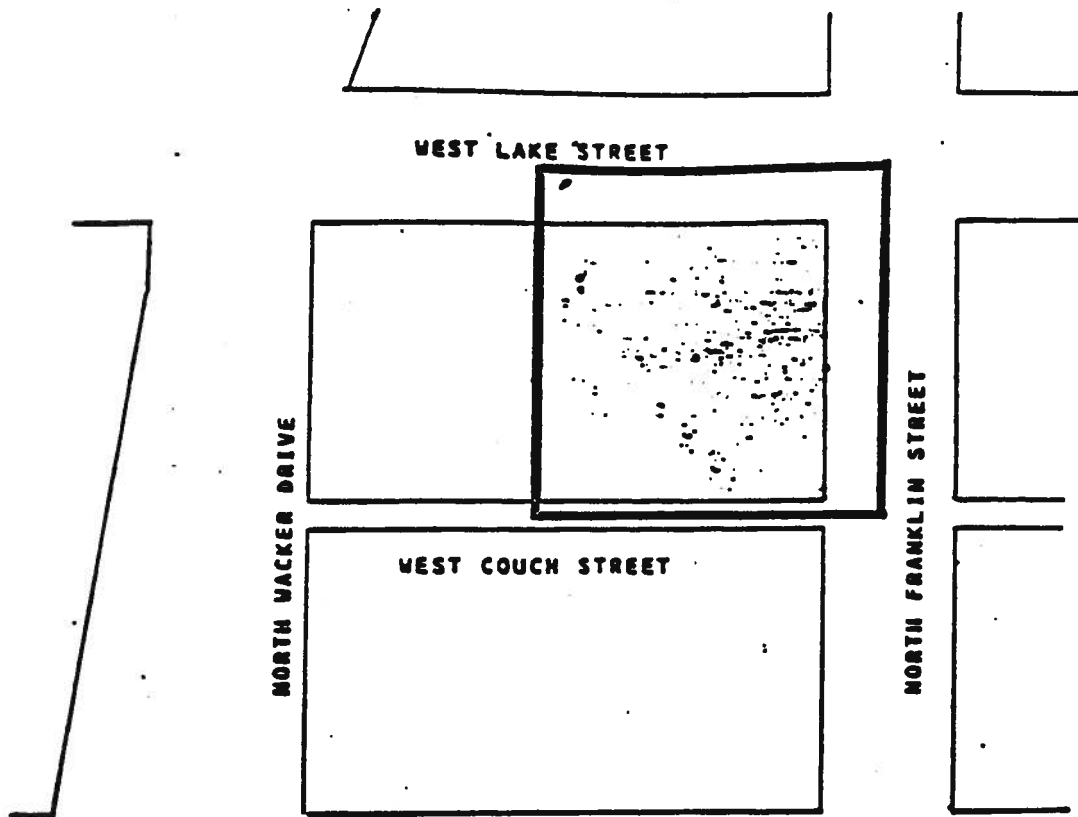 WEST LAKE STREET
NORTH WACKER DRIVE
WEST COUCH STREET
NORTH FRANKLIN STREET